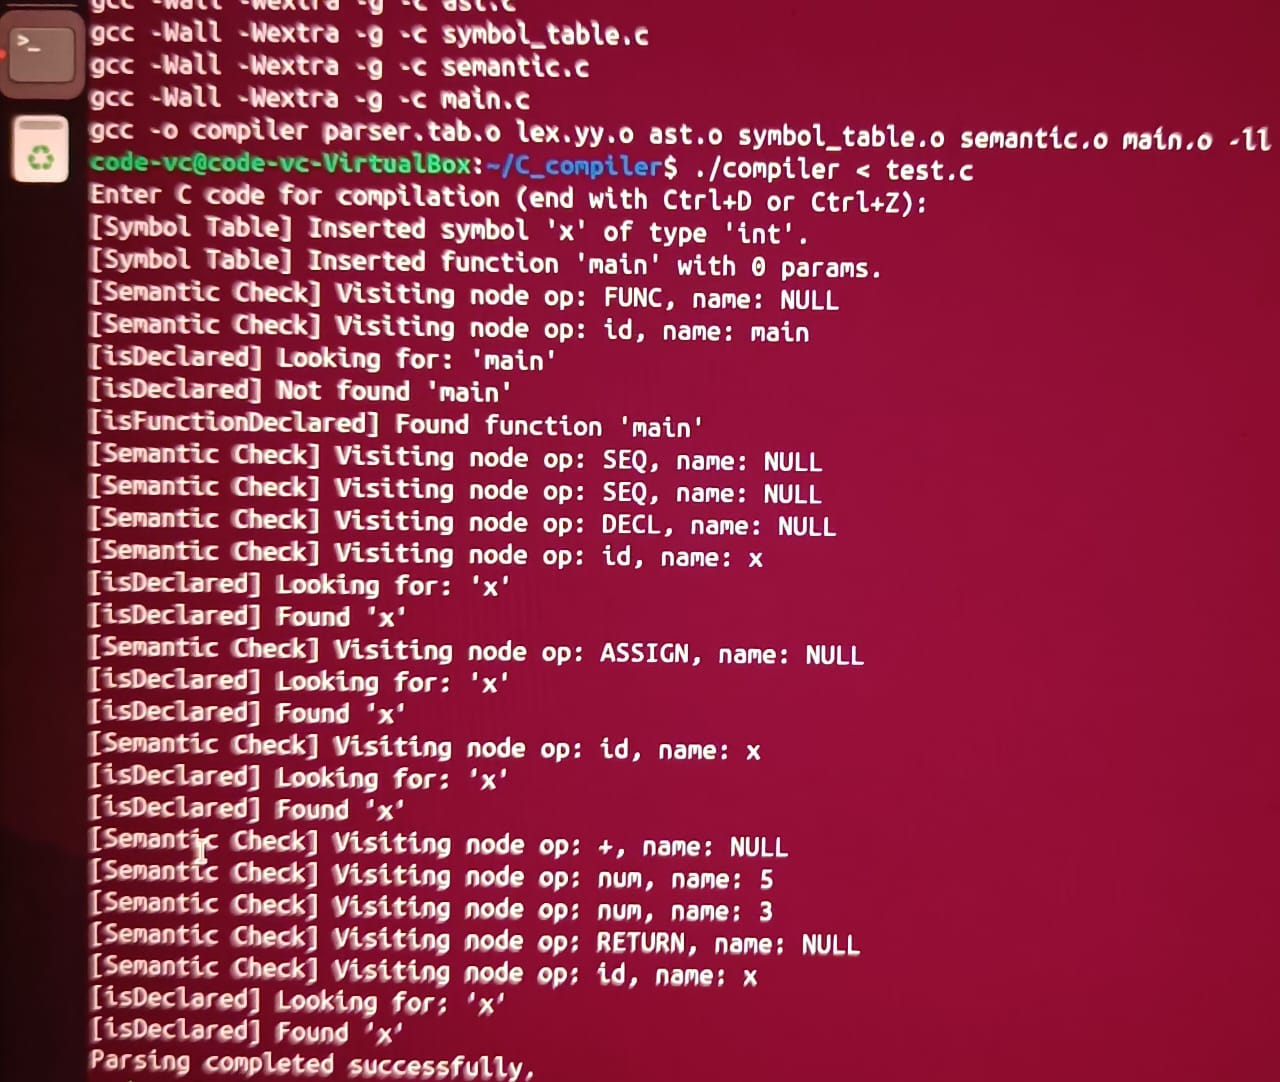 gcc -Wall -Wextra -g -c ast.c
gcc -Wall -Wextra -g -c symbol_table.c
gcc -Wall -Wextra -g -c semantic.c
gcc -Wall -Wextra -g -c main.c
gcc -o compiler parser.tab.o lex.yy.o ast.o symbol_table.o semantic.o main.o -ll
code-vc@code-vc-VirtualBox:~/C_compiler$ ./compiler < test.c
Enter C code for compilation (end with Ctrl+D or Ctrl+Z):
[Symbol Table] Inserted symbol 'x' of type 'int'.
[Symbol Table] Inserted function 'main' with 0 params.
[Semantic Check] Visiting node op: FUNC, name: NULL
[Semantic Check] Visiting node op: id, name: main
[isDeclared] Looking for: 'main'
[isDeclared] Not found 'main'
[isFunctionDeclared] Found function 'main'
[Semantic Check] Visiting node op: SEQ, name: NULL
[Semantic Check] Visiting node op: SEQ, name: NULL
[Semantic Check] Visiting node op: DECL, name: NULL
[Semantic Check] Visiting node op: id, name: x
[isDeclared] Looking for: 'x'
[isDeclared] Found 'x'
[Semantic Check] Visiting node op: ASSIGN, name: NULL
[isDeclared] Looking for: 'x'
[isDeclared] Found 'x'
[Semantic Check] Visiting node op: id, name: x
[isDeclared] Looking for: 'x'
[isDeclared] Found 'x'
[Semantic Check] Visiting node op: +, name: NULL
[Semantic Check] Visiting node op: num, name: 5
[Semantic Check] Visiting node op: num, name: 3
[Semantic Check] Visiting node op: RETURN, name: NULL
[Semantic Check] Visiting node op: id, name: x
[isDeclared] Looking for: 'x'
[isDeclared] Found 'x'
Parsing completed successfully.